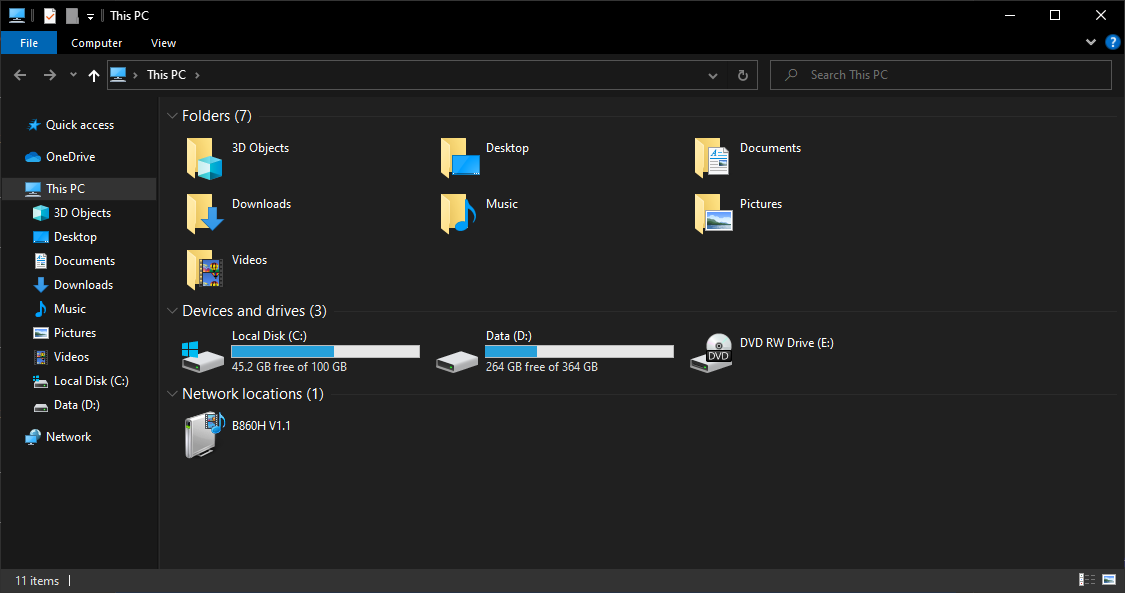 This PC
File Computer View
This PC
Search This PC
Quick access
OneDrive
This PC
3D Objects
Desktop
Documents
Downloads
Music
Pictures
Videos
Local Disk (C:)
Data (D:)
Network
Folders (7)
3D Objects
Desktop
Documents
Downloads
Music
Pictures
Videos
Devices and drives (3)
Local Disk (C:)
45.2 GB free of 100 GB
Data (D:)
264 GB free of 364 GB
DVD
DVD RW Drive (E:)
Network locations (1)
B860H V1.1
11 items